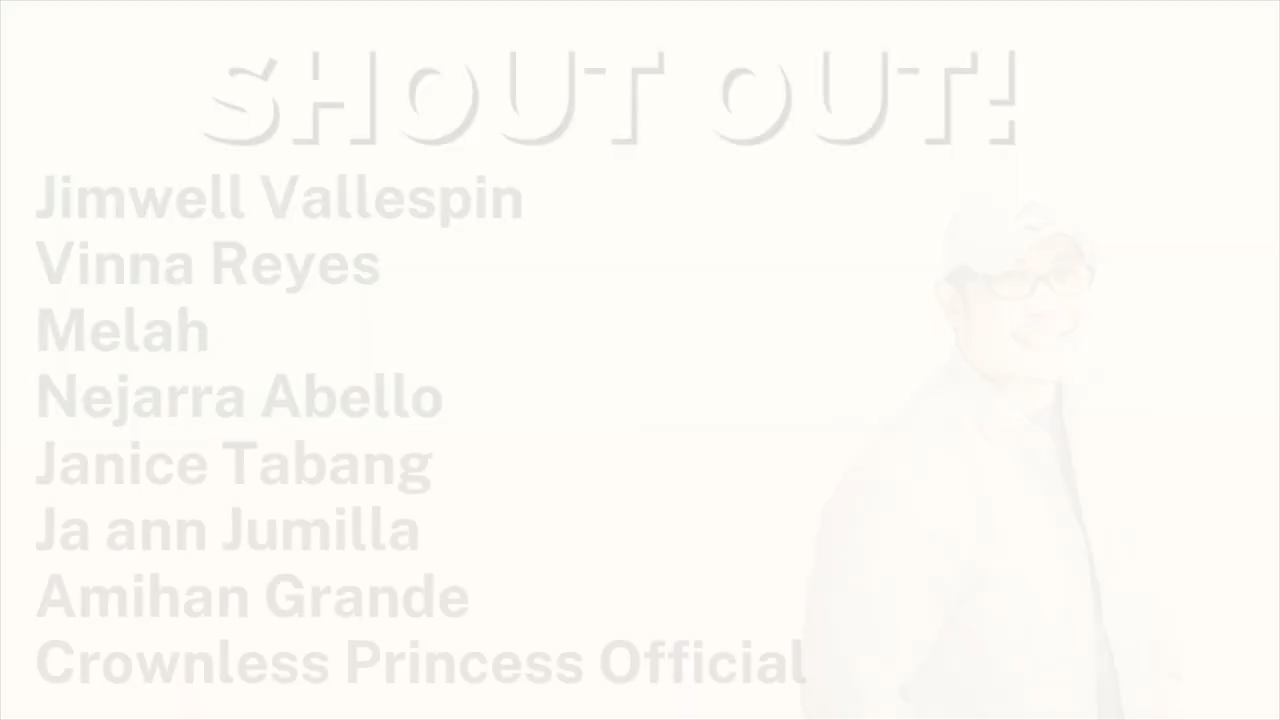 SHOUT OUT!
Jimwell Vallespin
Vinna Reyes
Melah
Nejarra Abello
Janice Tabang
Ja ann Jumilla
Amihan Grande
Crownless Princess Official